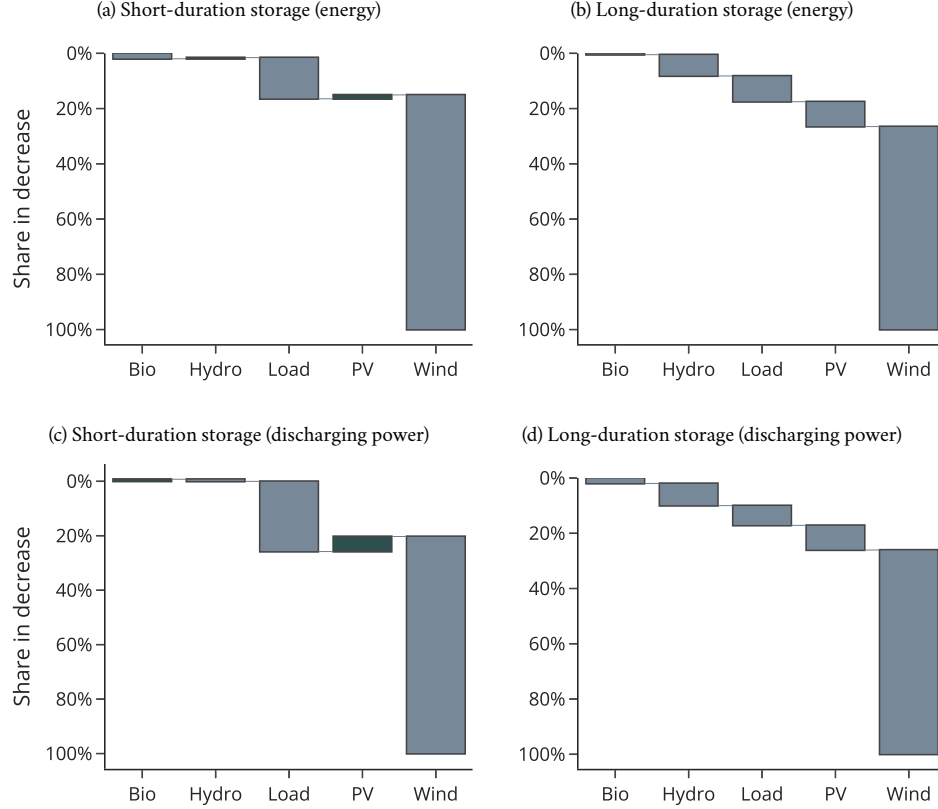 (a) Short-duration storage (energy)
Share in decrease
0%
20%
40%
60%
80%
100%
Bio Hydro Load PV Wind
(b) Long-duration storage (energy)
0%
20%
40%
60%
80%
100%
Bio Hydro Load PV Wind
(c) Short-duration storage (discharging power)
Share in decrease
0%
20%
40%
60%
80%
100%
Bio Hydro Load PV Wind
(d) Long-duration storage (discharging power)
0%
20%
40%
60%
80%
100%
Bio Hydro Load PV Wind